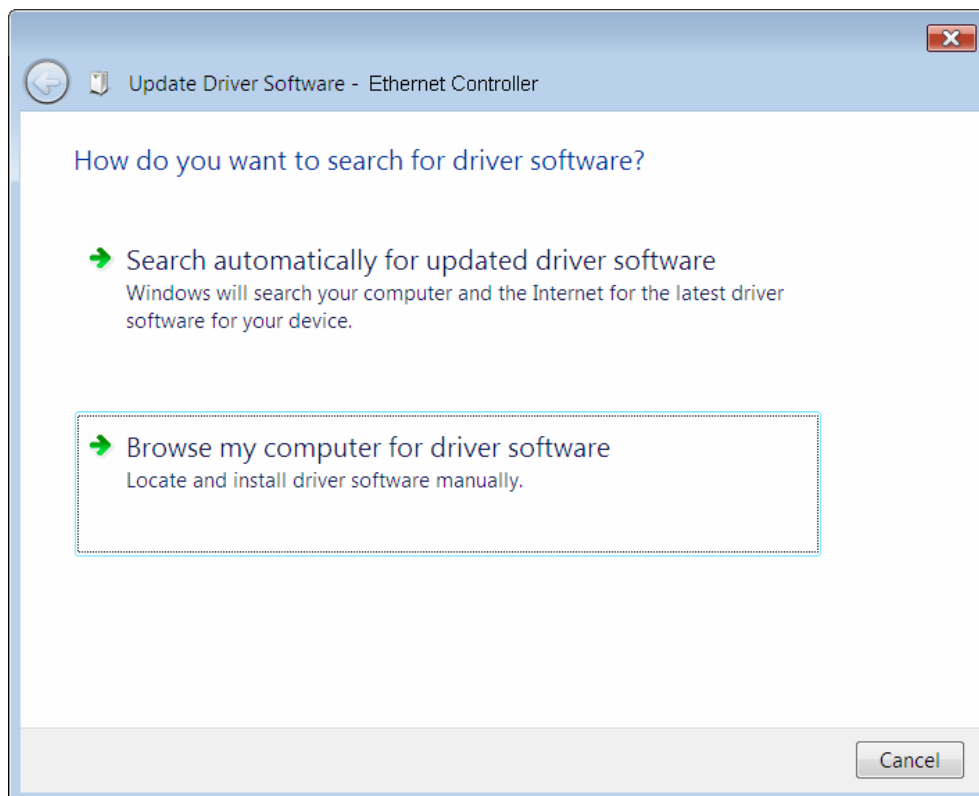 Update Driver Software - Ethernet Controller
How do you want to search for driver software?
Search automatically for updated driver software
Windows will search your computer and the Internet for the latest driver
software for your device.
Browse my computer for driver software
Locate and install driver software manually.
Cancel